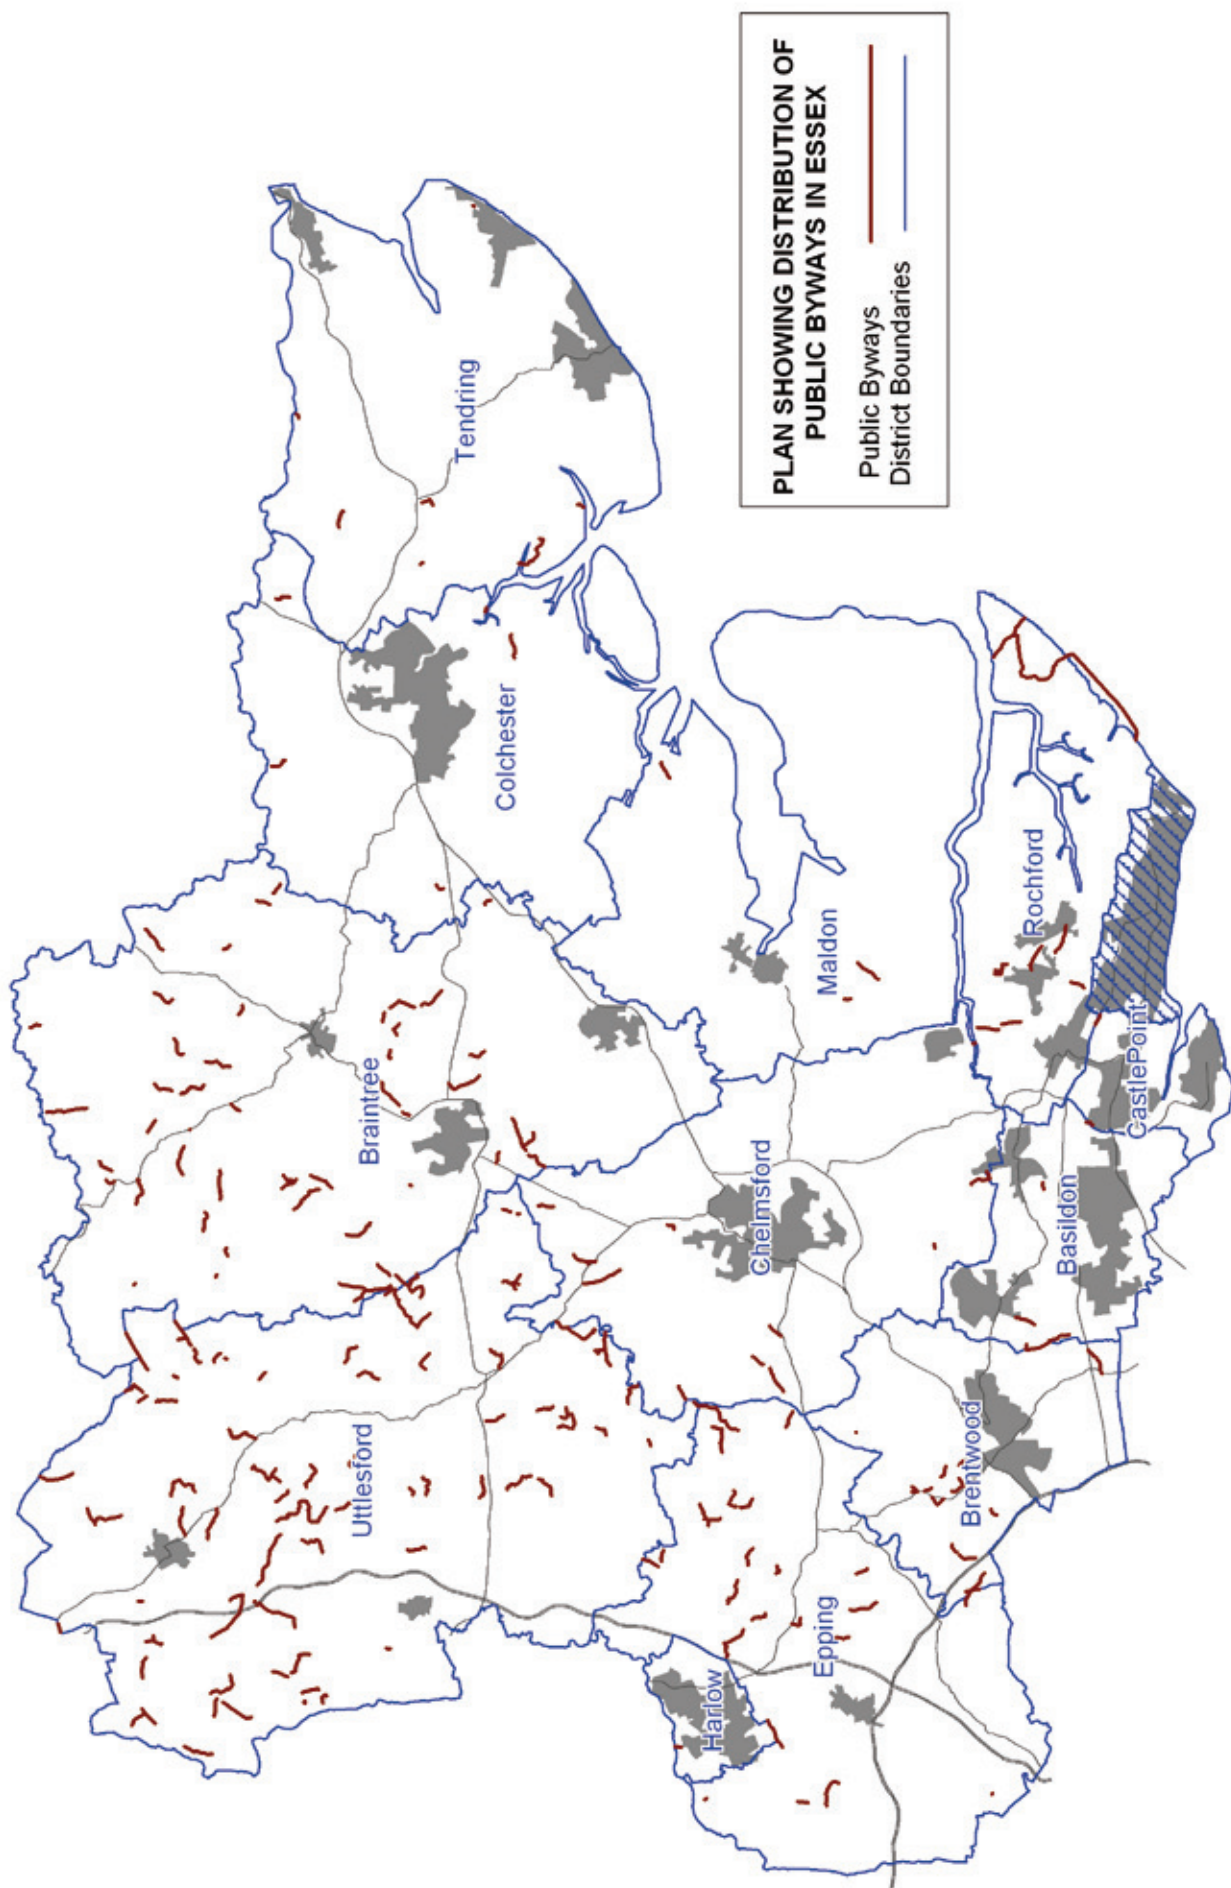 PLAN SHOWING DISTRIBUTION OF
PUBLIC BYWAYS IN ESSEX
Public Byways
District Boundaries
Uttlesford
Braintree
Colchester
Tendring
Harlow
Epping
Chelmsford
Maldon
Brentwood
Basildon
CastlePoint
Rochford